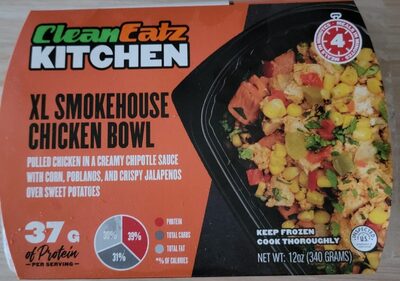 CleanEatz
KITCHEN
XL SMOKEHOUSE
CHICKEN BOWL
PULLED CHICKEN IN A CREAMY CHIPOTLE SAUCE
WITH CORN, POBLANOS, AND CRISPY JALAPENOS
OVER SWEET POTATOES
37G
of Protein
PER SERVING
30%
39%
31%
PROTEIN
TOTAL CARBS
TOTAL FAT
*% OF CALORIES
4
KEEP FROZEN
COOK THOROUGHLY
NET WT: 12oz (340 GRAMS)